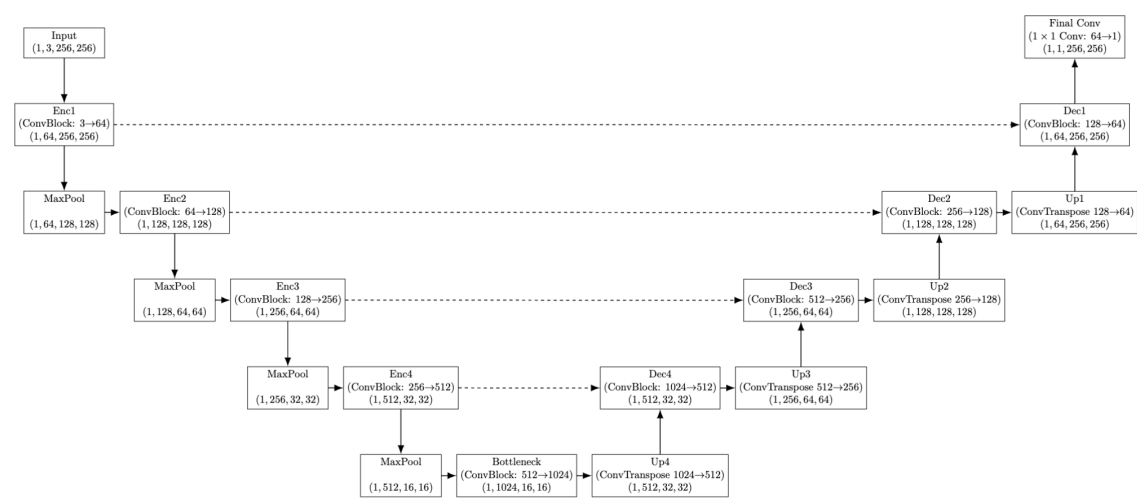 Input
(1, 3, 256, 256)
Final Conv
(1 × 1 Conv: 64→1)
(1, 1, 256, 256)
Enc1
(ConvBlock: 3→64)
(1, 64, 256, 256)
Dec1
(ConvBlock: 128→64)
(1, 64, 256, 256)
MaxPool
(1, 64, 128, 128)
Enc2
(ConvBlock: 64→128)
(1, 128, 128, 128)
Dec2
(ConvBlock: 256→128)
(1, 128, 128, 128)
Up1
(ConvTranspose 128→64)
(1, 64, 256, 256)
MaxPool
(1, 128, 64, 64)
Enc3
(ConvBlock: 128→256)
(1, 256, 64, 64)
Dec3
(ConvBlock: 512→256)
(1, 256, 64, 64)
Up2
(ConvTranspose 256→128)
(1, 128, 128, 128)
MaxPool
(1, 256, 32, 32)
Enc4
(ConvBlock: 256→512)
(1, 512, 32, 32)
Dec4
(ConvBlock: 1024→512)
(1, 512, 32, 32)
Up3
(ConvTranspose 512→256)
(1, 256, 64, 64)
MaxPool
(1, 512, 16, 16)
Bottleneck
(ConvBlock: 512→1024)
(1, 1024, 16, 16)
Up4
(ConvTranspose 1024→512)
(1, 512, 32, 32)